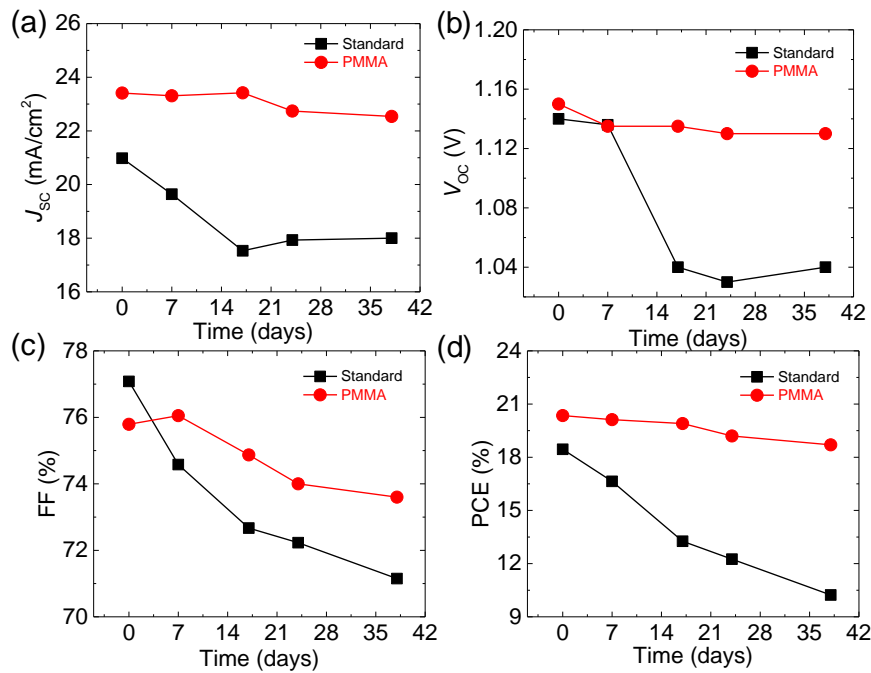 (a)
26
24
22
20
18
16
J_SC (mA/cm²)
Standard
PMMA
0 7 14 21 28 35 42
Time (days)
(b)
1.20
1.16
1.12
1.08
1.04
V_OC (V)
Standard
PMMA
0 7 14 21 28 35 42
Time (days)
(c)
78
76
74
72
70
FF (%)
Standard
PMMA
0 7 14 21 28 35 42
Time (days)
(d)
24
21
18
15
12
9
PCE (%)
Standard
PMMA
0 7 14 21 28 35 42
Time (days)